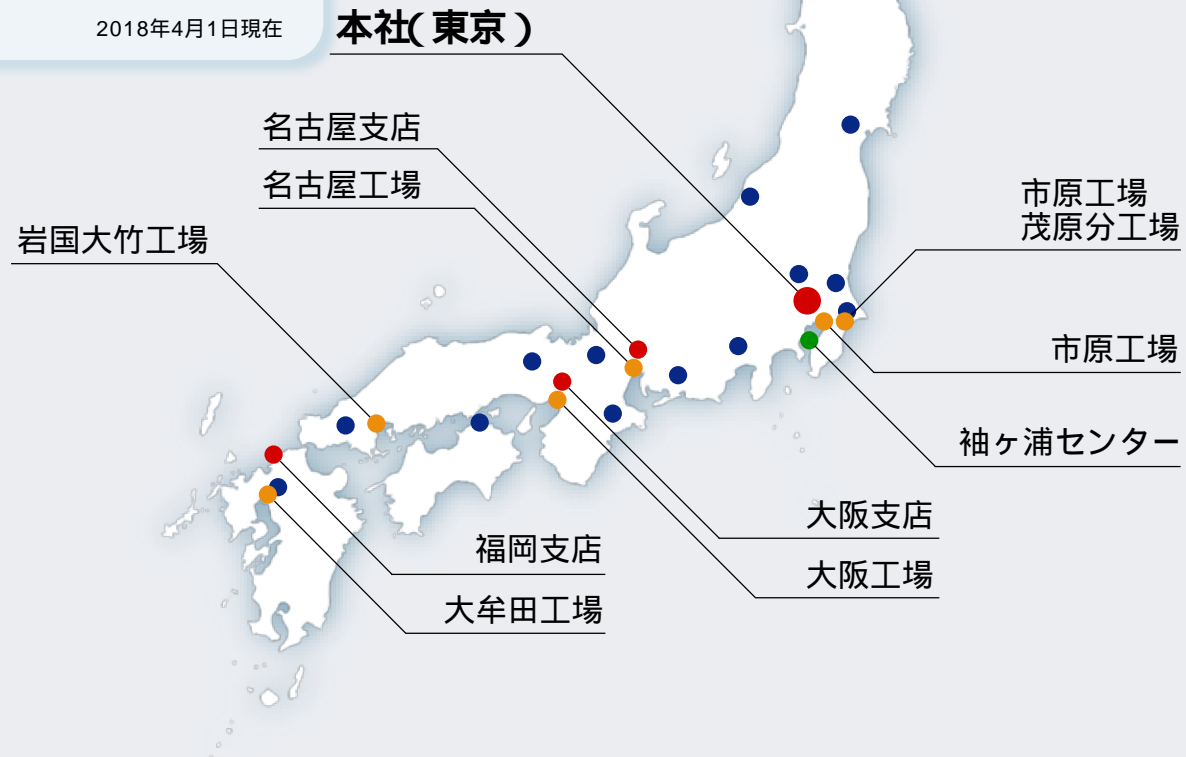 2018年4月1日現在
本社(東京)
名古屋支店
名古屋工場
岩国大竹工場
市原工場
茂原分工場
市原工場
袖ヶ浦センター
大阪支店
大阪工場
福岡支店
大牟田工場